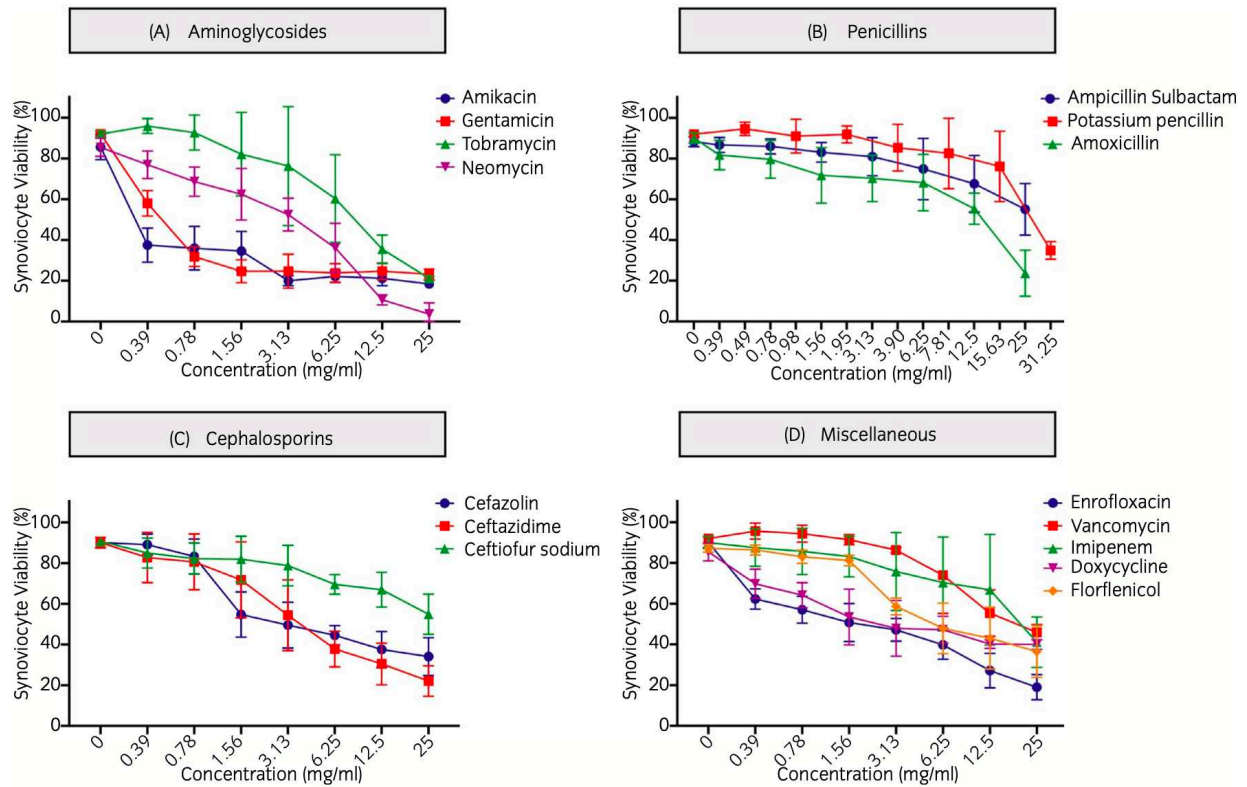 (A) Aminoglycosides
Synoviocyte Viability (%)
100
80
60
40
20
0
0 0.39 0.78 1.56 3.13 6.25 12.5 25
Concentration (mg/ml)
Amikacin
Gentamicin
Tobramycin
Neomycin
(B) Penicillins
Synoviocyte Viability (%)
100
80
60
40
20
0
0 0.39 0.49 0.78 0.98 1.56 1.95 3.13 3.90 6.25 7.81 12.5 15.63 25 31.25
Concentration (mg/ml)
Ampicillin Sulbactam
Potassium pencillin
Amoxicillin
(C) Cephalosporins
Synoviocyte Viability (%)
100
80
60
40
20
0
0 0.39 0.78 1.56 3.13 6.25 12.5 25
Concentration (mg/ml)
Cefazolin
Ceftazidime
Ceftiofur sodium
(D) Miscellaneous
Synoviocyte Viability (%)
100
80
60
40
20
0
0 0.39 0.78 1.56 3.13 6.25 12.5 25
Concentration (mg/ml)
Enrofloxacin
Vancomycin
Imipenem
Doxycycline
Florflenicol